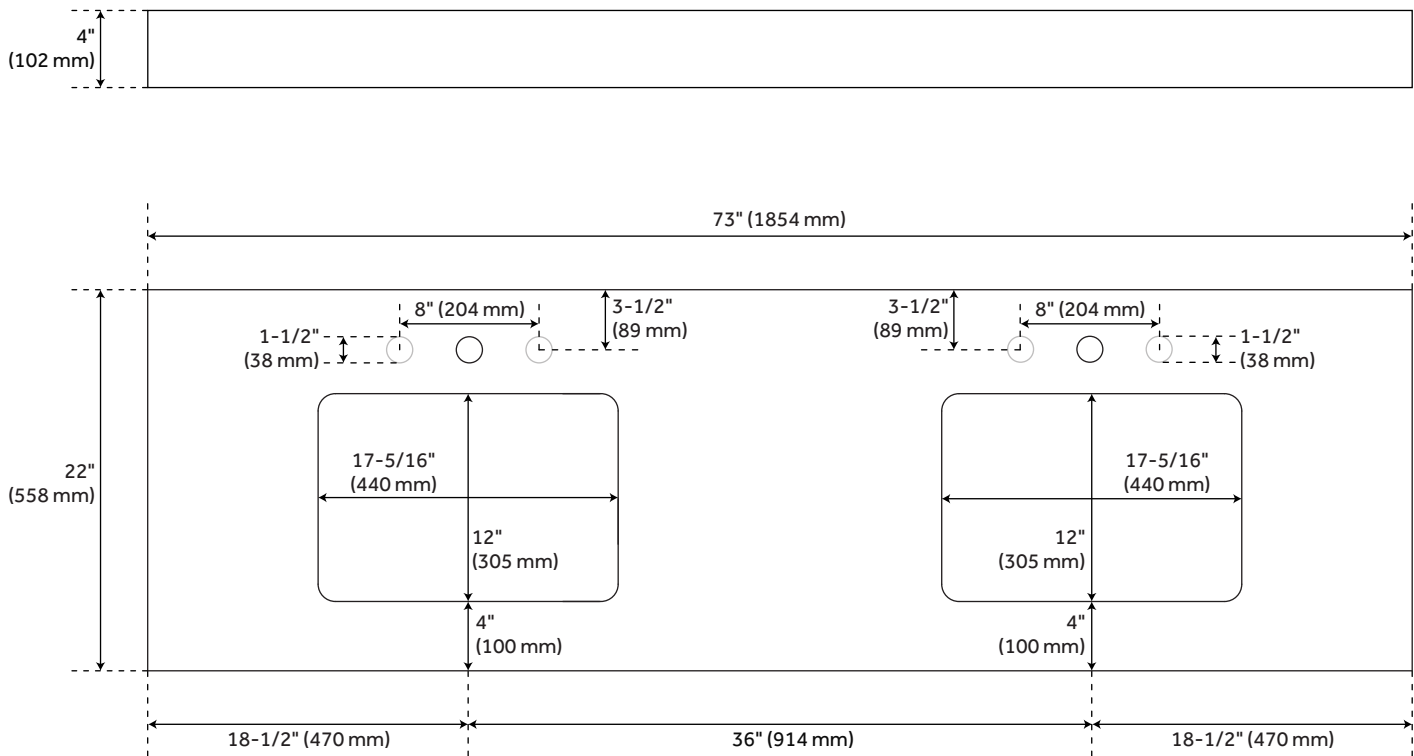 4"
(102 mm)
73" (1854 mm)
8" (204 mm)
3-1/2"
(89 mm)
3-1/2"
(89 mm)
8" (204 mm)
1-1/2"
(38 mm)
1-1/2"
(38 mm)
22"
(558 mm)
17-5/16"
(440 mm)
17-5/16"
(440 mm)
12"
(305 mm)
12"
(305 mm)
4"
(100 mm)
4"
(100 mm)
18-1/2" (470 mm)
36" (914 mm)
18-1/2" (470 mm)